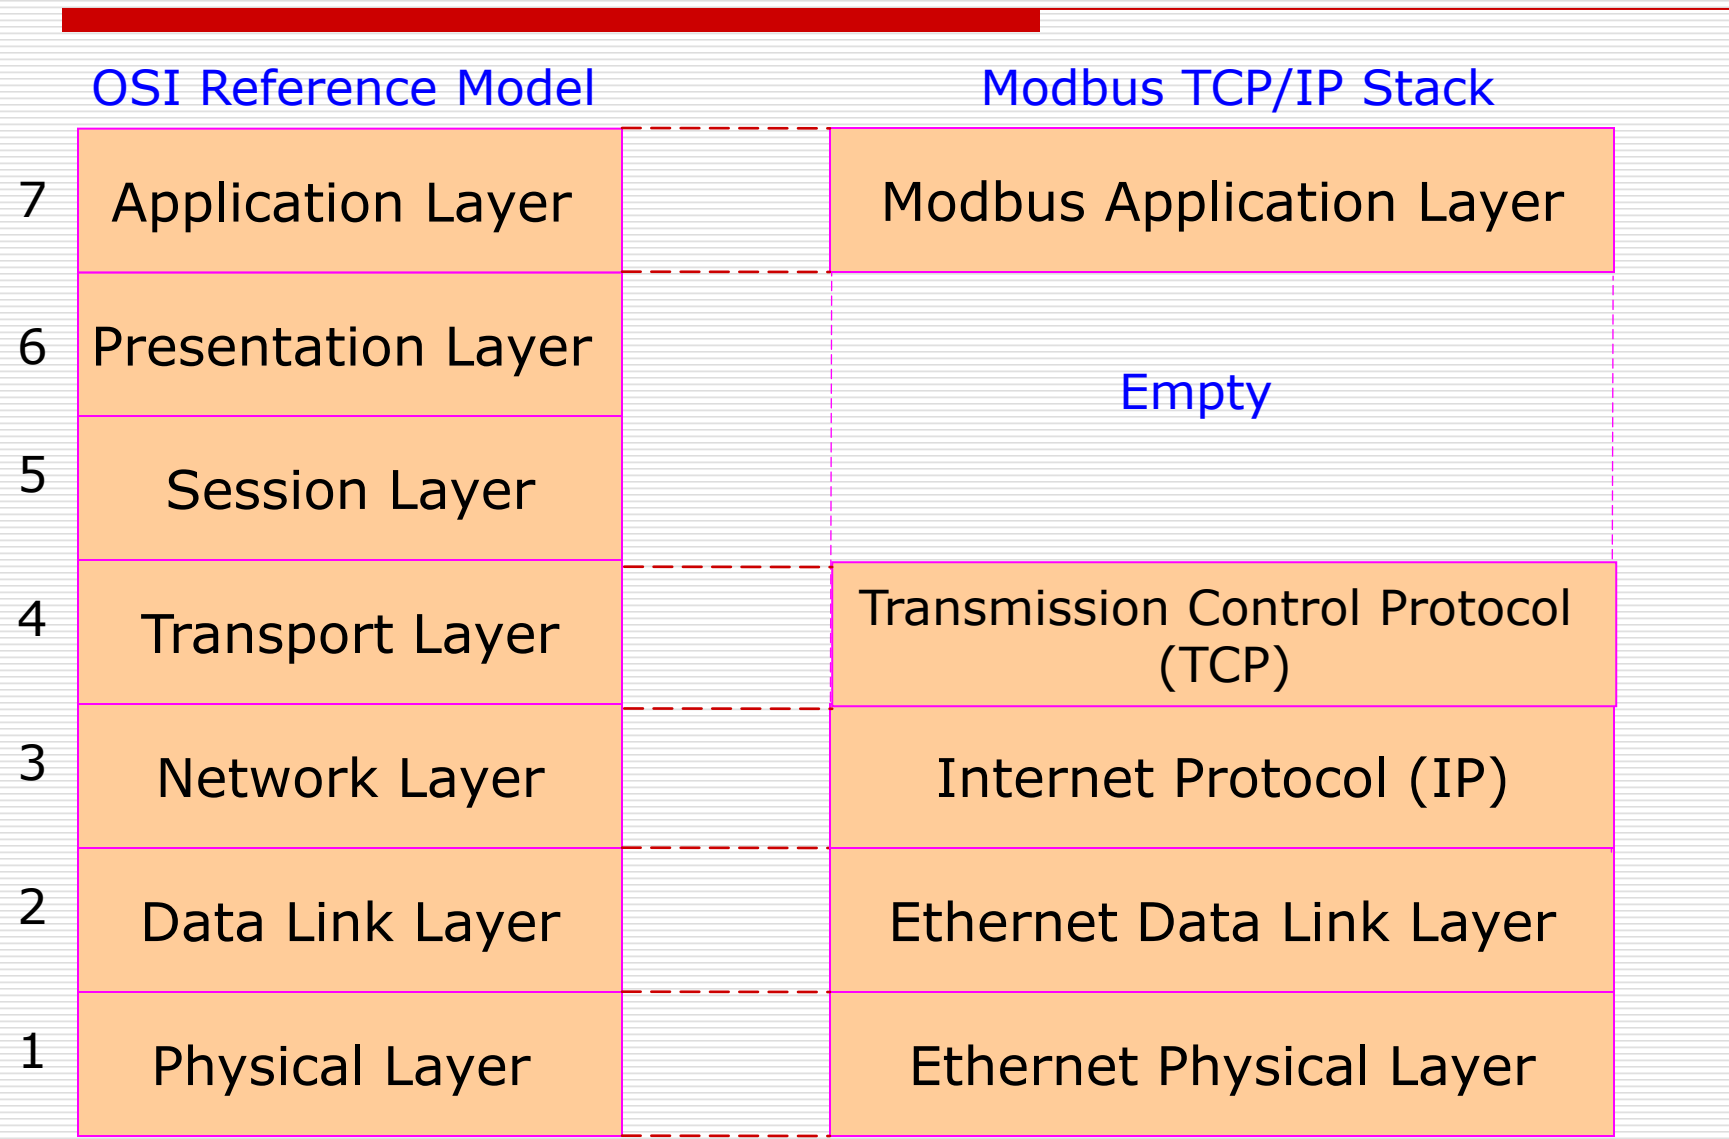 OSI Reference Model
Modbus TCP/IP Stack
7
Application Layer
Modbus Application Layer
6
Presentation Layer
Empty
5
Session Layer
4
Transport Layer
Transmission Control Protocol
(TCP)
3
Network Layer
Internet Protocol (IP)
2
Data Link Layer
Ethernet Data Link Layer
1
Physical Layer
Ethernet Physical Layer